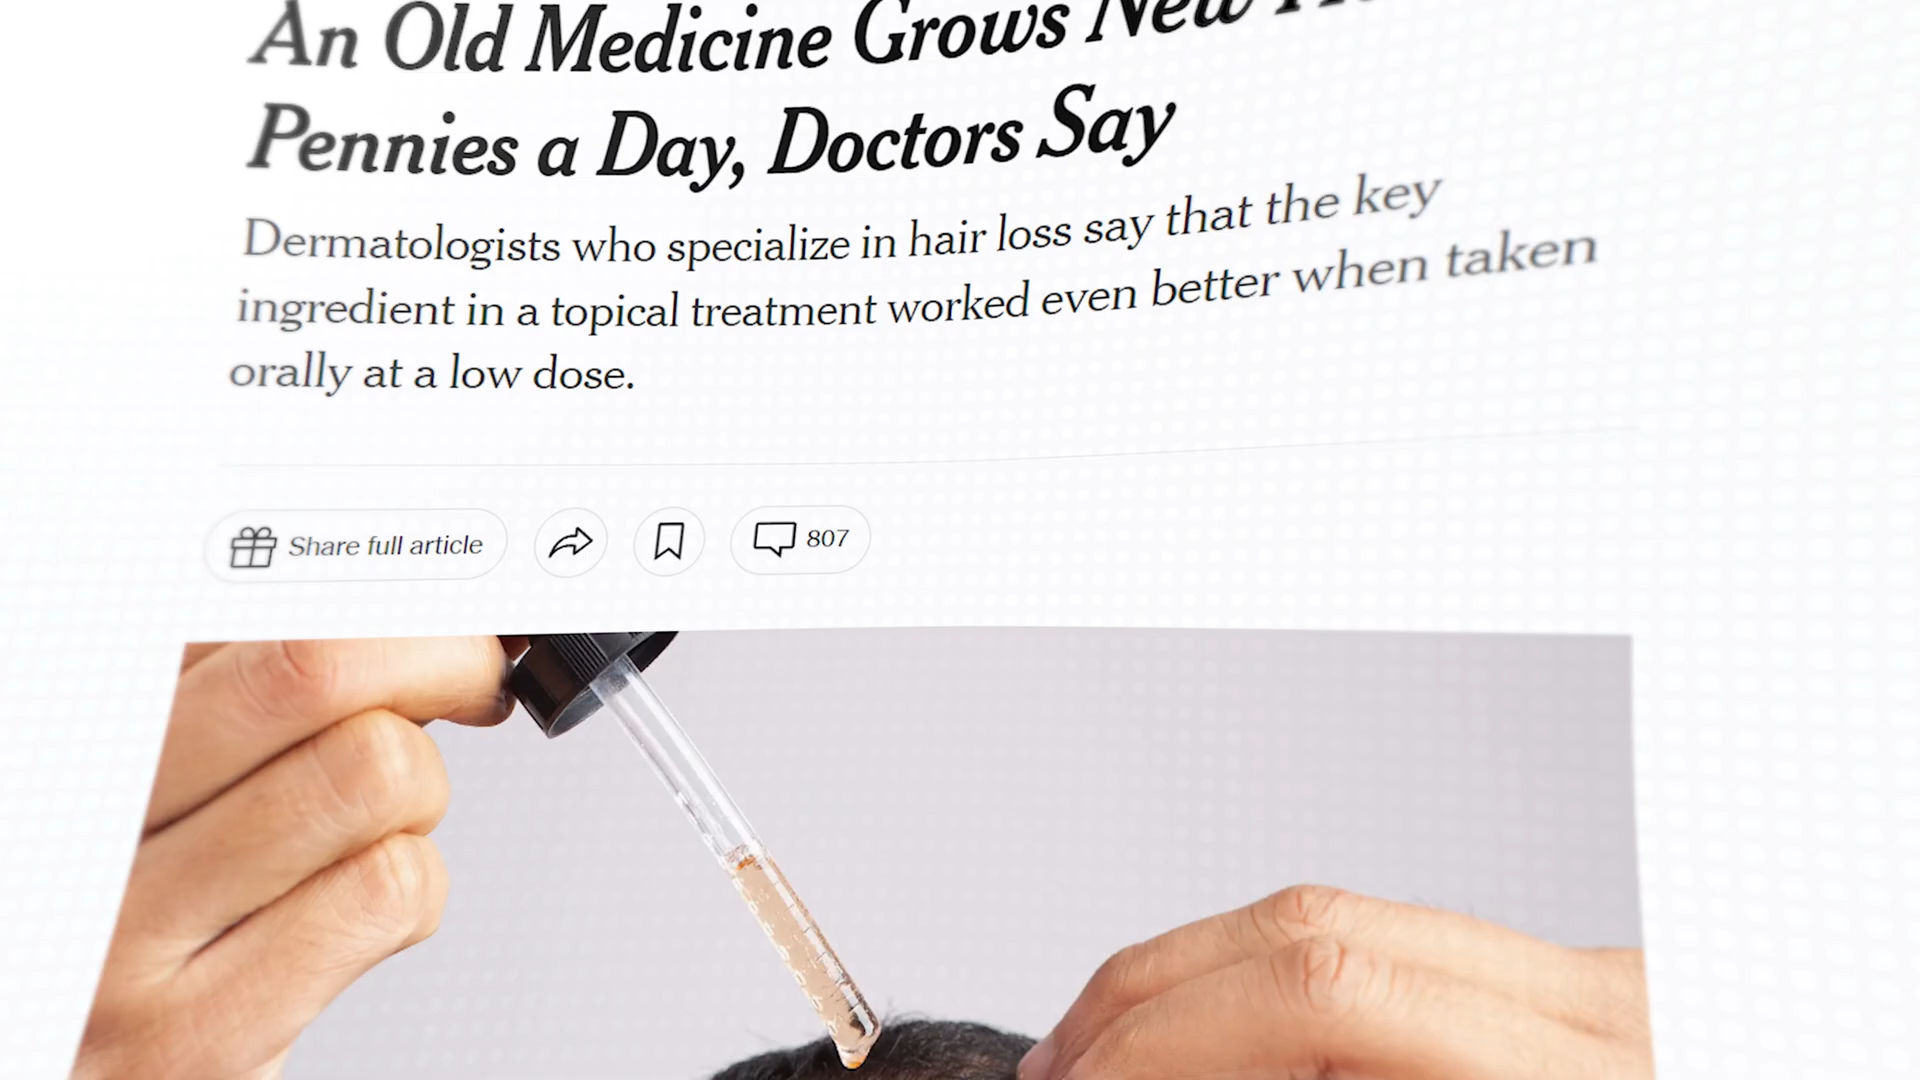 An Old Medicine Grows New
Pennies a Day, Doctors Say
Dermatologists who specialize in hair loss say that the key
ingredient in a topical treatment worked even better when taken
orally at a low dose.
Share full article
807